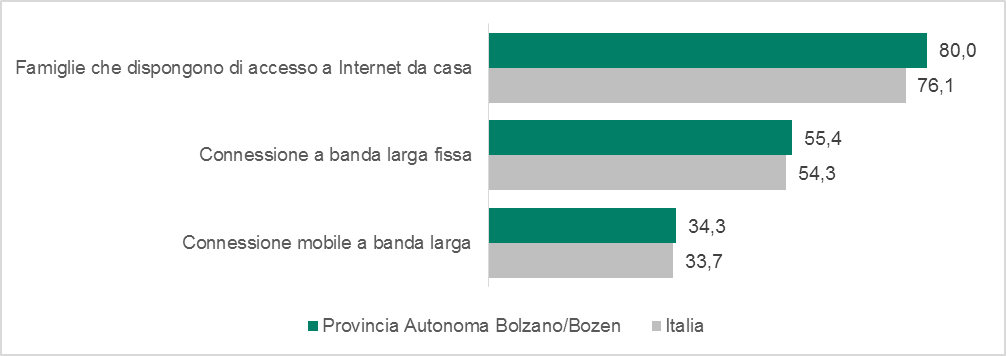 Famiglie che dispongono di accesso a Internet da casa
80,0
76,1
Connessione a banda larga fissa
55,4
54,3
Connessione mobile a banda larga
34,3
33,7
Provincia Autonoma Bolzano/Bozen Italia